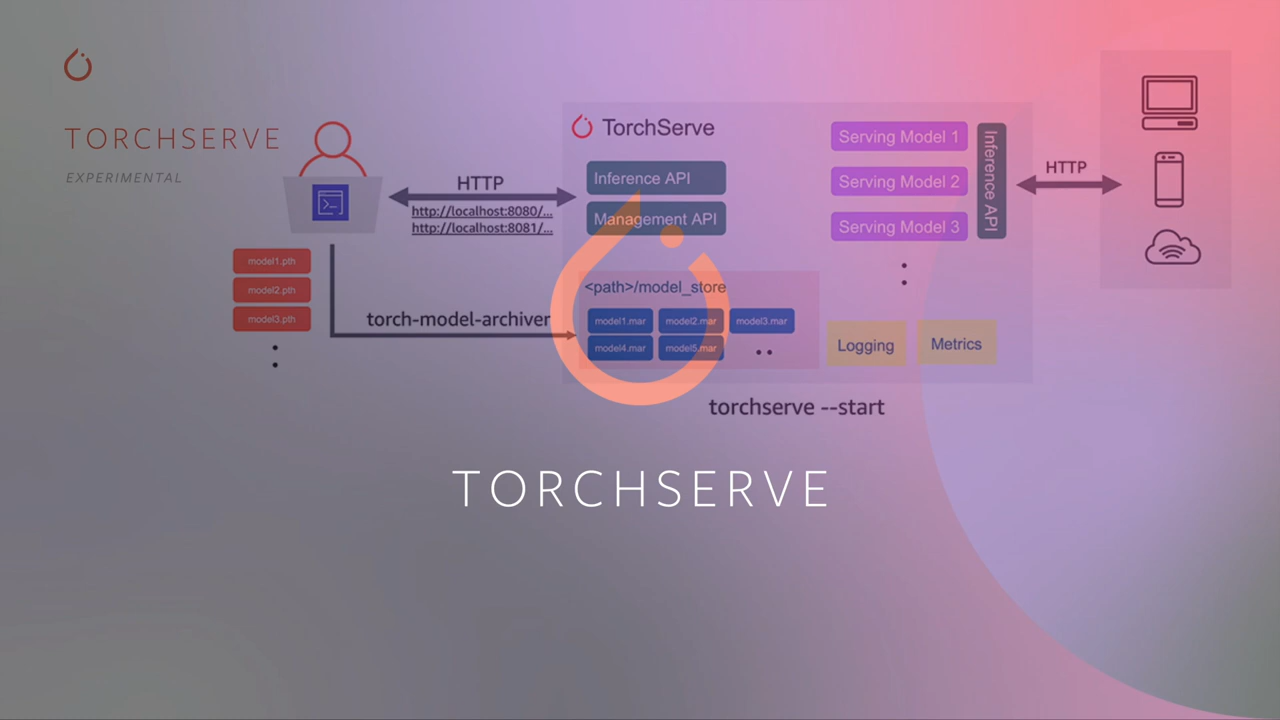 TORCHSERVE
EXPERIMENTAL
model1.pth
model2.pth
model3.pth
HTTP
http://localhost:8080/...
http://localhost:8081/...
torch-model-archiver
TorchServe
Inference API
Management API
<path>/model_store
model1.mar model2.mar model3.mar
model4.mar model5.mar
Serving Model 1
Serving Model 2
Serving Model 3
Inference API
Logging
Metrics
HTTP
torchserve --start
TORCHSERVE